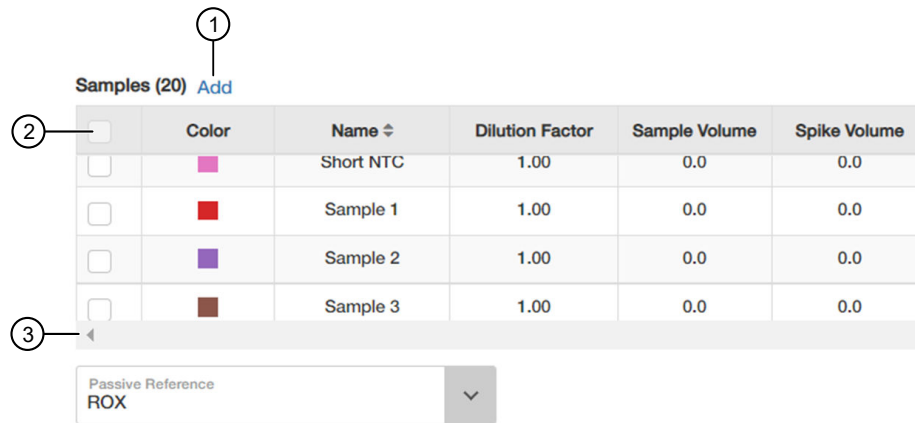 1
Samples (20) Add
2
Color Name Dilution Factor Sample Volume Spike Volume
Short NTC 1.00 0.0 0.0
Sample 1 1.00 0.0 0.0
Sample 2 1.00 0.0 0.0
Sample 3 1.00 0.0 0.0
3
Passive Reference
ROX